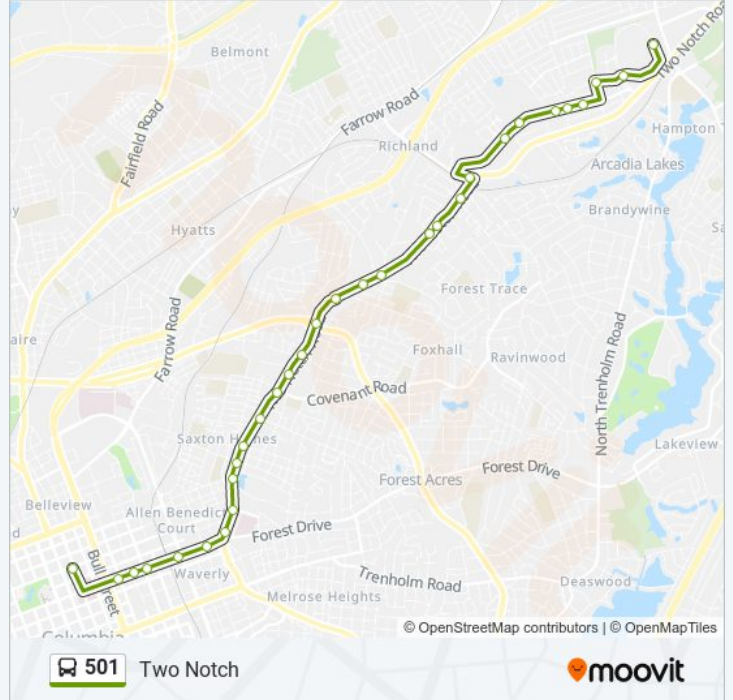 Belmont
Two Notch Roa
Fairfield Road
Farrow Road
Hampton
Richland
Arcadia Lakes
Brandywine
Hyatts
Forest Trace
Farrow Road
aire
Foxhall
Ravinwood
North Trenholm Road
Covenant Road
Saxton Homes
Lakeview
Forest Drive
Forest Acres
Belleview
Allen Benedict
Court
Forest Drive
Bull Street
Waverly
Trenholm Road
Deaswood
Melrose Heights
Columbia
© OpenStreetMap contributors | © OpenMapTiles
501 Two Notch
moovit